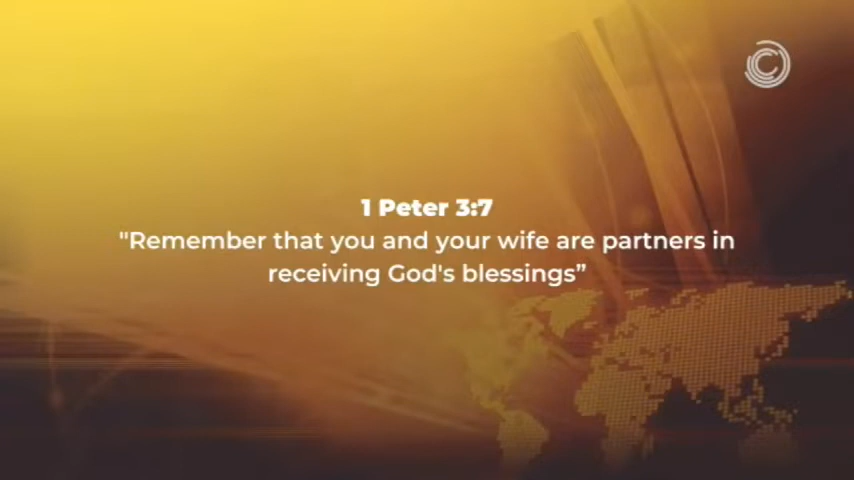 1 Peter 3:7
"Remember that you and your wife are partners in
receiving God's blessings”